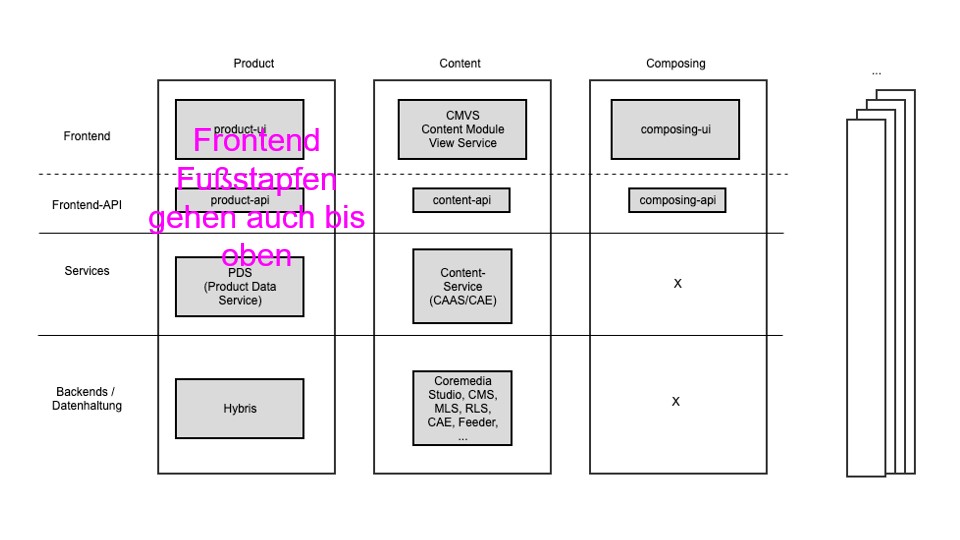 Product
Content
Composing
...
Frontend
product-ui
CMVS
Content Module
View Service
composing-ui
Frontend
Fußstapfen
gehen auch bis
oben
Frontend-API
product-api
content-api
composing-api
Services
PDS
(Product Data
Service)
Content-
Service
(CAAS/CAE)
x
Backends /
Datenhaltung
Hybris
Coremedia
Studio, CMS,
MLS, RLS,
CAE, Feeder,
...
x